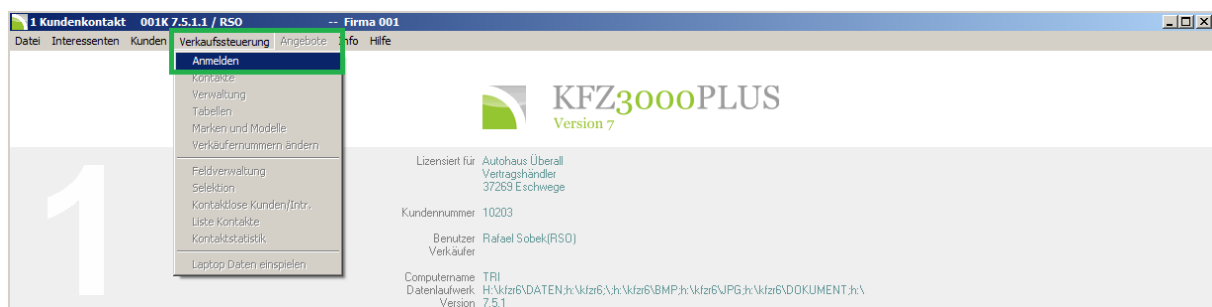 1 Kundenkontakt 001K 7.5.1.1 / RSO -- Firma 001
Datei Interessenten Kunden Verkaufssteuerung Angebote Info Hilfe
Anmelden
Kontakte
Verwaltung
Tabellen
Marken und Modelle
Verkäufernummern ändern
Feldverwaltung
Selektion
Kontaktlose Kunden/Intr.
Liste Kontakte
Kontaktstatistik
Laptop Daten einspielen
KFZ3000PLUS
Version 7
1
Lizensiert für Autohaus Überall
Vertragshändler
37269 Eschwege
Kundennummer 10203
Benutzer Rafael Sobek(RSO)
Verkäufer
Computername TRI
Datenlaufwerk H:\kfzr6\DATEN;h:\kfzr6;\;h:\kfzr6\BMP;h:\kfzr6\JPG;h:\kfzr6\DOKUMENT;h:\
Version 7.5.1